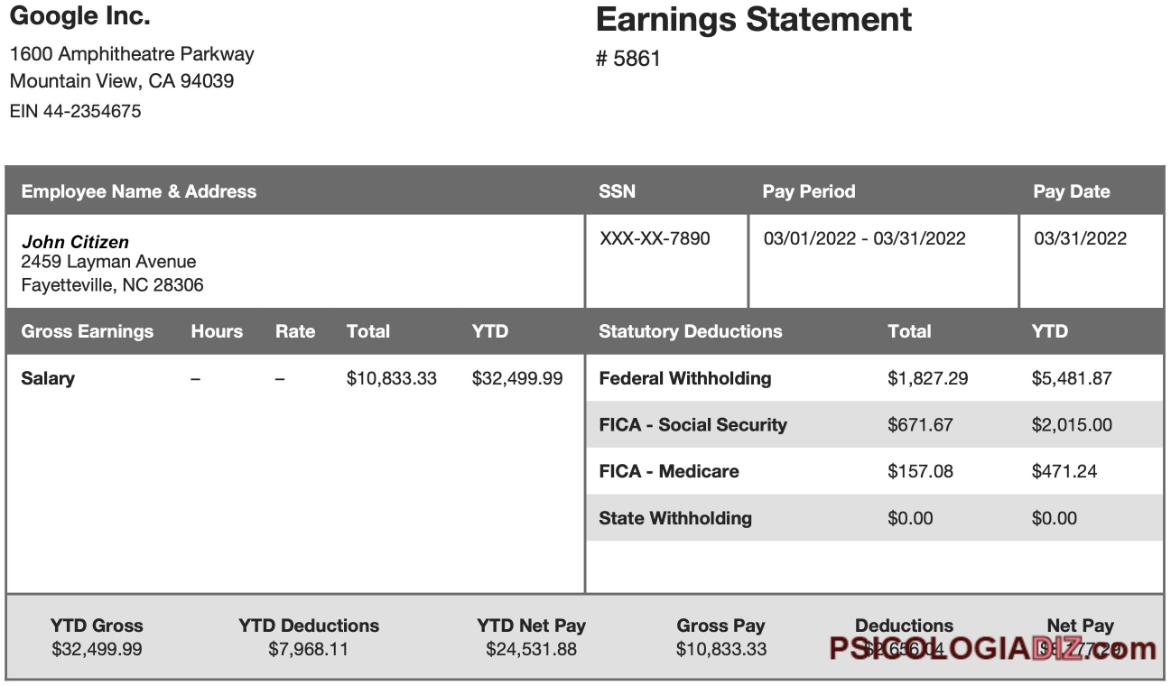 Google Inc.
1600 Amphitheatre Parkway
Mountain View, CA 94039
EIN 44-2354675
Earnings Statement
# 5861
Employee Name & Address SSN Pay Period Pay Date
John Citizen
2459 Layman Avenue
Fayetteville, NC 28306
XXX-XX-7890 03/01/2022 - 03/31/2022 03/31/2022
Gross Earnings Hours Rate Total YTD
Salary – – $10,833.33 $32,499.99
Statutory Deductions Total YTD
Federal Withholding $1,827.29 $5,481.87
FICA - Social Security $671.67 $2,015.00
FICA - Medicare $157.08 $471.24
State Withholding $0.00 $0.00
YTD Gross YTD Deductions YTD Net Pay Gross Pay Deductions Net Pay
$32,499.99 $7,968.11 $24,531.88 $10,833.33 $2,656.04
PSICOLOGIADIZ.com